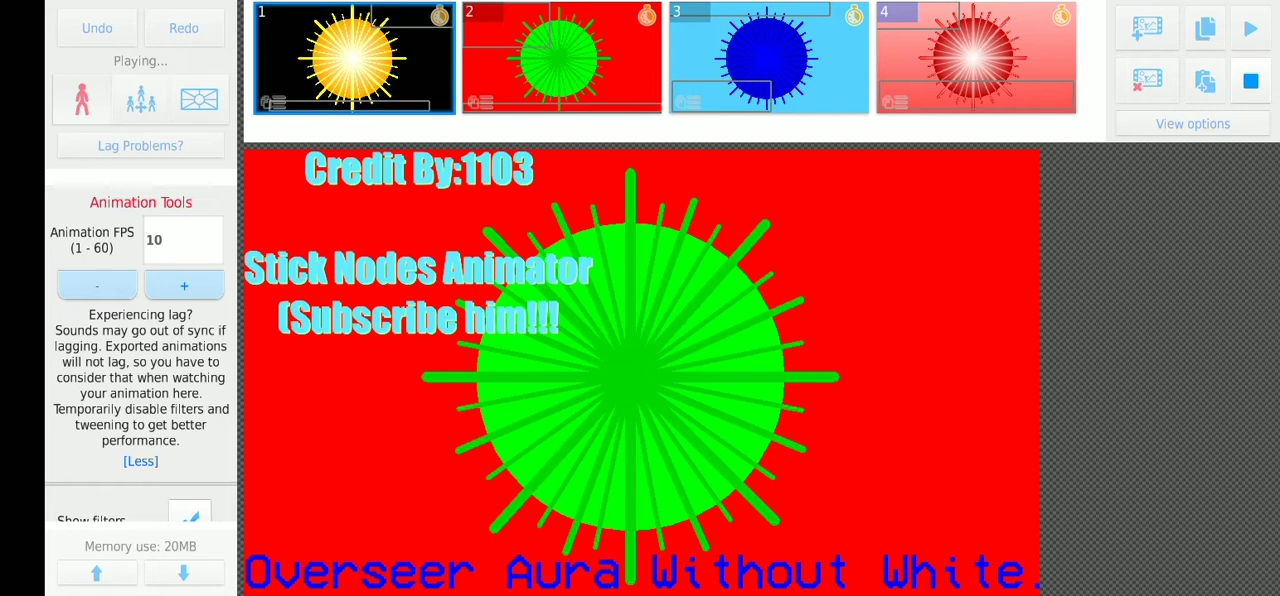 Undo
Redo
Playing...
Lag Problems?
Animation Tools
Animation FPS
(1 - 60)
10
-
+
Experiencing lag?
Sounds may go out of sync if
lagging. Exported animations
will not lag, so you have to
consider that when watching
your animation here.
Temporarily disable filters and
tweening to get better
performance.
[Less]
Show filters
Memory use: 20MB
1
2
3
4
View options
Credit By:1103
Stick Nodes Animator
(Subscribe him!!!
Overseer Aura Without White.